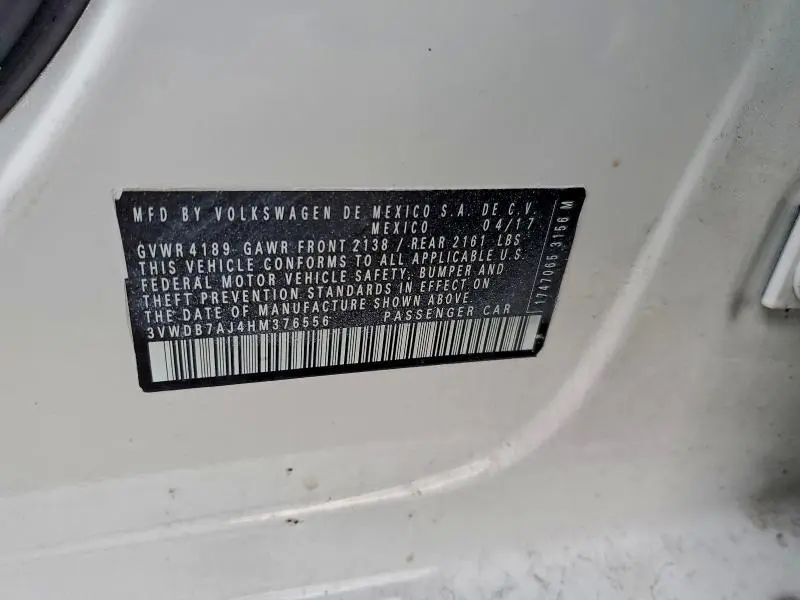 MFD BY VOLKSWAGEN DE MEXICO S.A. DE C.V.
MEXICO 04/17
GVWR 4189 GAWR FRONT 2138 / REAR 2161 LBS
THIS VEHICLE CONFORMS TO ALL APPLICABLE U.S.
FEDERAL MOTOR VEHICLE SAFETY, BUMPER AND
THEFT PREVENTION STANDARDS IN EFFECT ON
THE DATE OF MANUFACTURE SHOWN ABOVE.
3VWDB7AJ4HM376556 PASSENGER CAR
1747065 3156 M